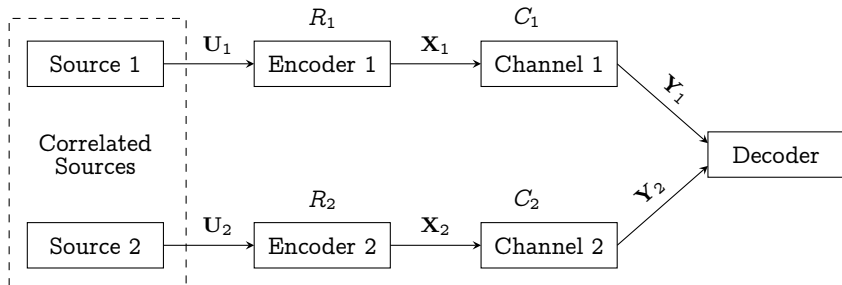 R₁ C₁
Source 1 U₁ Encoder 1 X₁ Channel 1 Y₁
Correlated
Sources
Decoder
R₂ C₂
Source 2 U₂ Encoder 2 X₂ Channel 2 Y₂